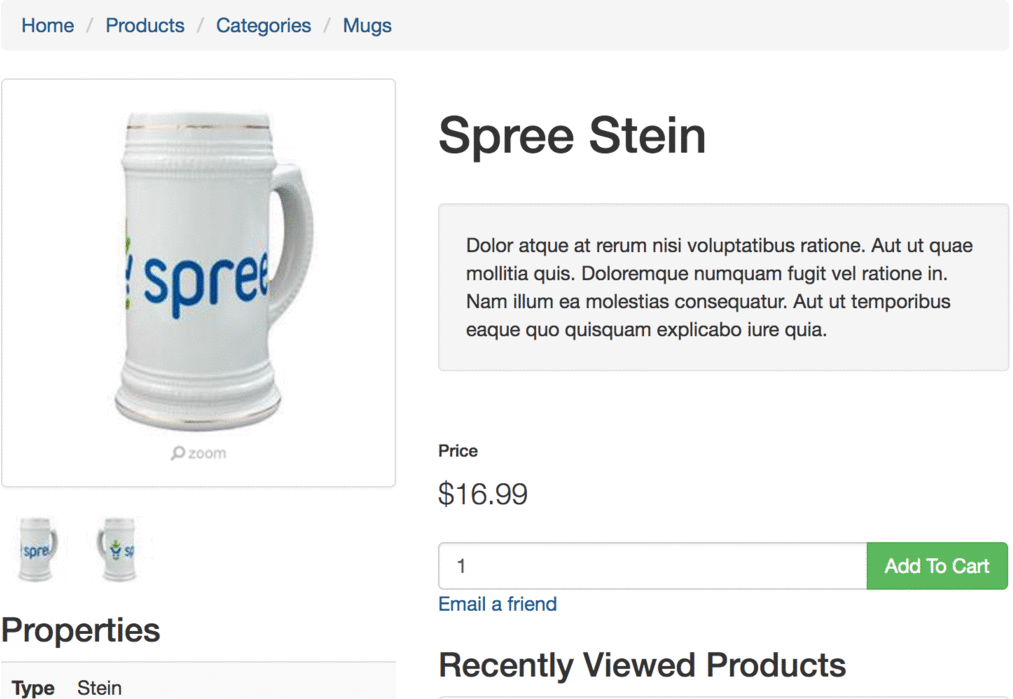 Home / Products / Categories / Mugs
spree
zoom
spree
sp
Properties
Type Stein
Spree Stein
Dolor atque at rerum nisi voluptatibus ratione. Aut ut quae
mollitia quis. Doloremque numquam fugit vel ratione in.
Nam illum ea molestias consequatur. Aut ut temporibus
eaque quo quisquam explicabo iure quia.
Price
$16.99
1
Add To Cart
Email a friend
Recently Viewed Products